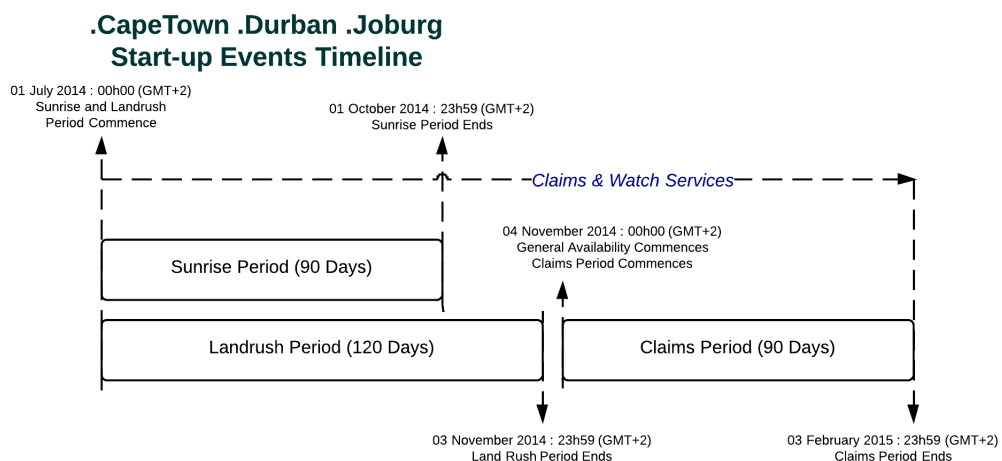 .CapeTown .Durban .Joburg
Start-up Events Timeline
01 July 2014 : 00h00 (GMT+2)
Sunrise and Landrush
Period Commence
01 October 2014 : 23h59 (GMT+2)
Sunrise Period Ends
Claims & Watch Services
04 November 2014 : 00h00 (GMT+2)
General Availability Commences
Claims Period Commences
Sunrise Period (90 Days)
Landrush Period (120 Days)
Claims Period (90 Days)
03 November 2014 : 23h59 (GMT+2)
Land Rush Period Ends
03 February 2015 : 23h59 (GMT+2)
Claims Period Ends